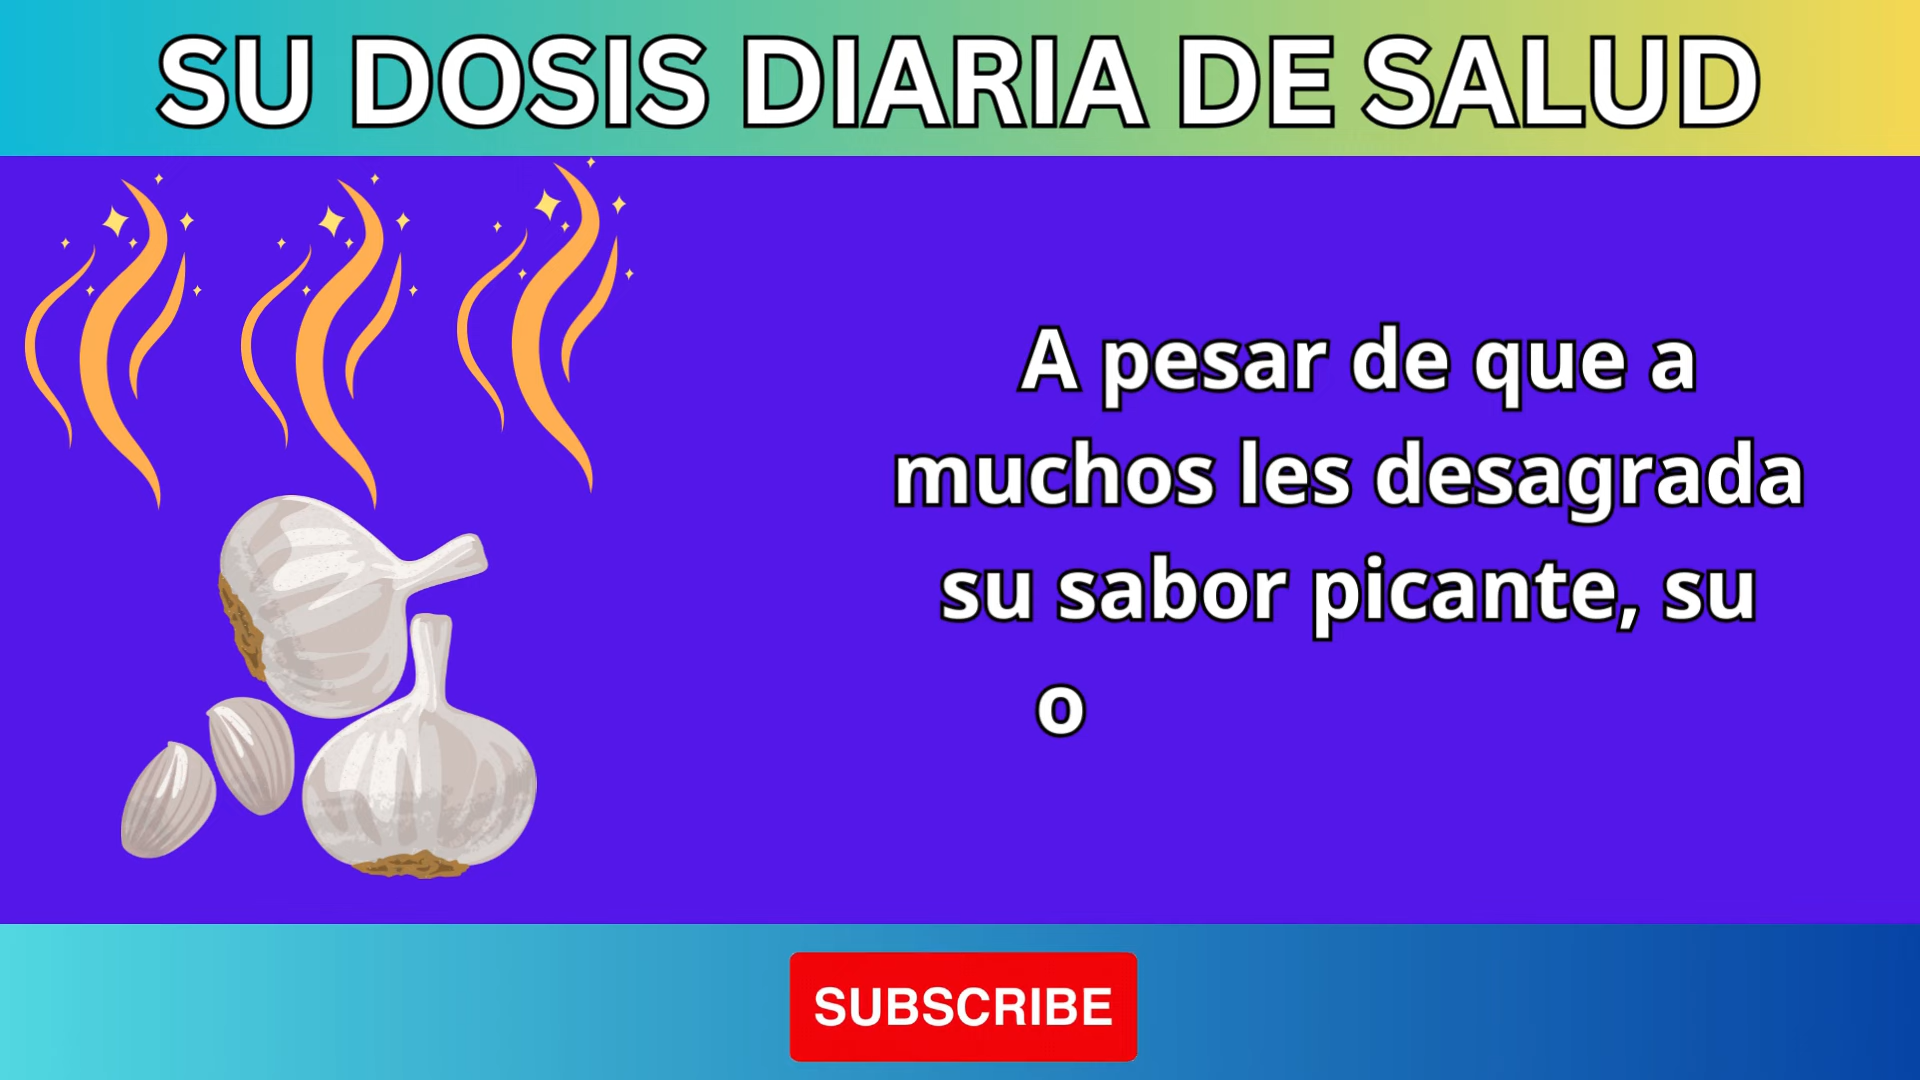 SU DOSIS DIARIA DE SALUD
A pesar de que a
muchos les desagrada
su sabor picante, su
o
SUBSCRIBE